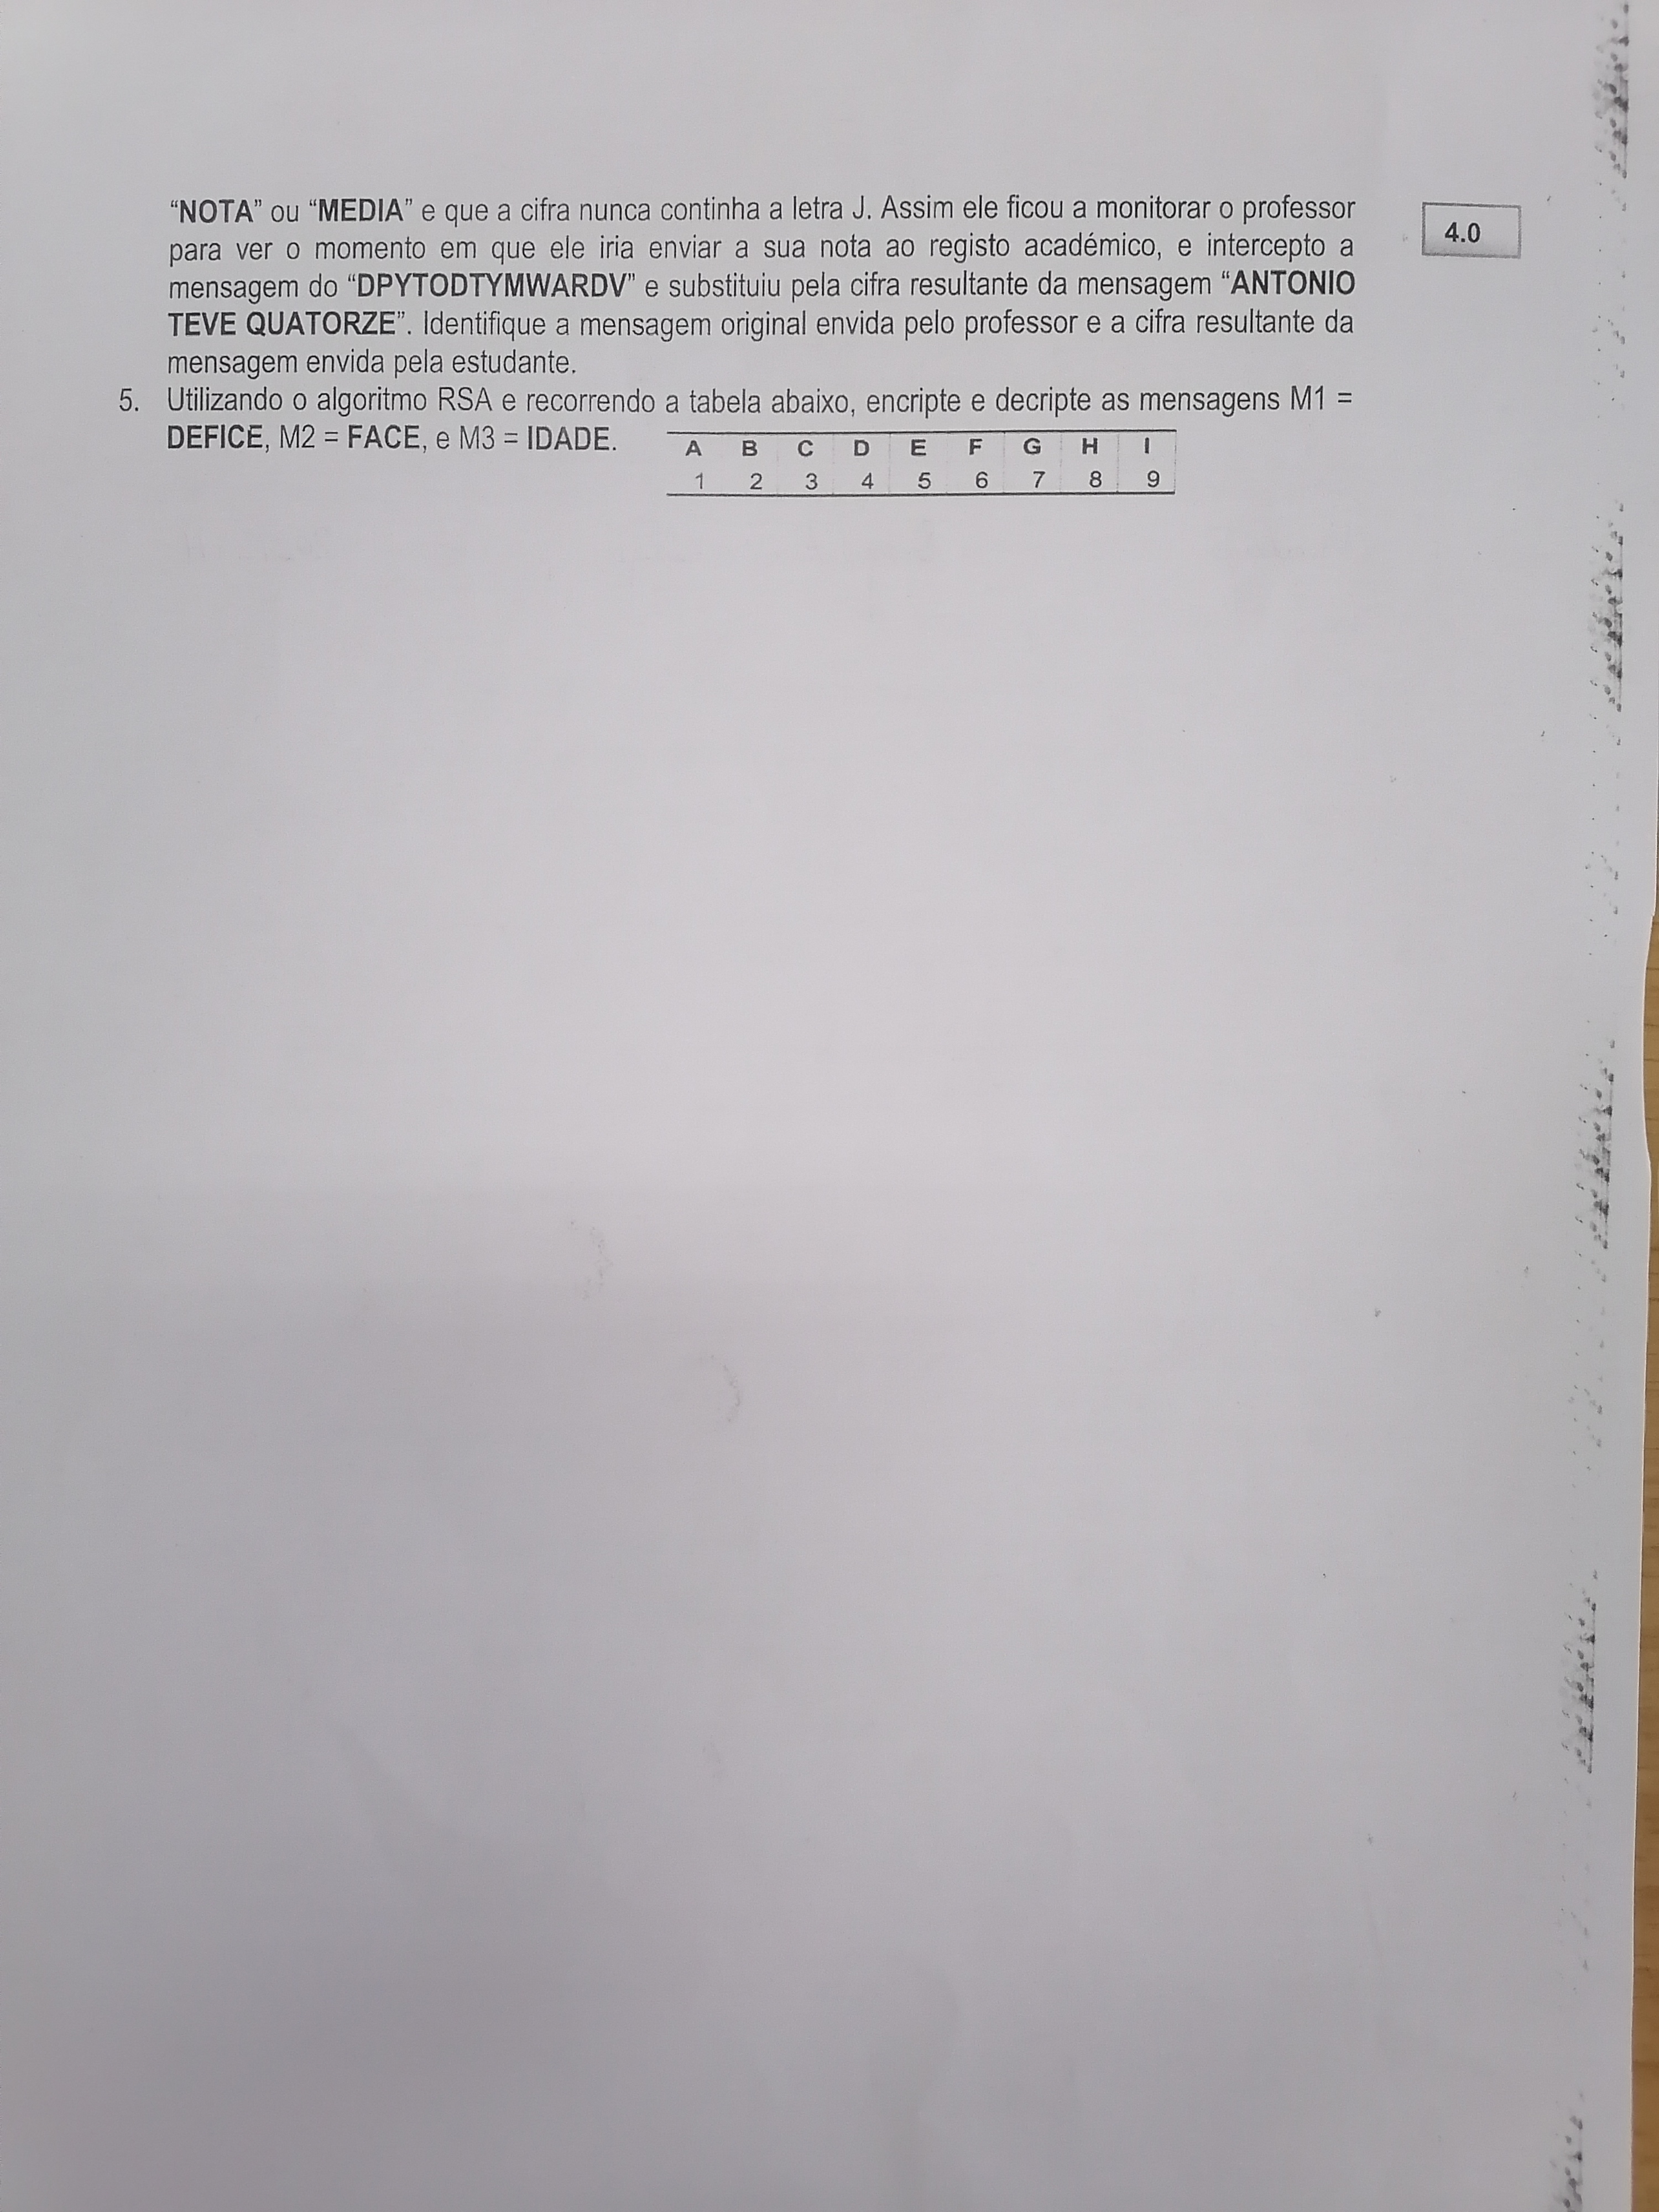 “NOTA” ou “MEDIA” e que a cifra nunca continha a letra J. Assim ele ficou a monitorar o professor
4.0
para ver o momento em que ele iria enviar a sua nota ao registo académico, e intercepto a
mensagem do “DPYTODTYMWARDV” e substituiu pela cifra resultante da mensagem “ANTONIO
TEVE QUATORZE”. Identifique a mensagem original envida pelo professor e a cifra resultante da
mensagem envida pela estudante.
5. Utilizando o algoritmo RSA e recorrendo a tabela abaixo, encripte e decripte as mensagens M1 =
DEFICE, M2 = FACE, e M3 = IDADE.
A B C D E F G H I
1 2 3 4 5 6 7 8 9